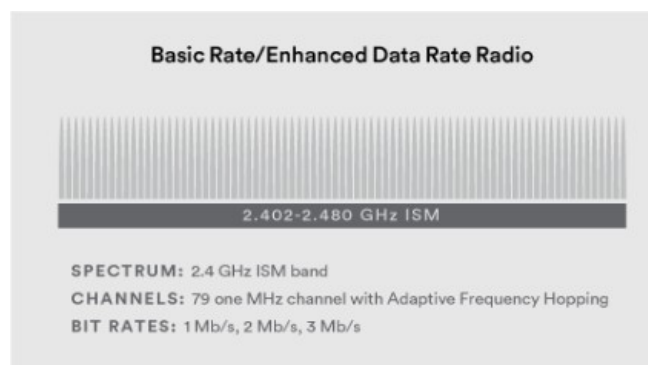 Basic Rate/Enhanced Data Rate Radio
2.402-2.480 GHz ISM
SPECTRUM: 2.4 GHz ISM band
CHANNELS: 79 one MHz channel with Adaptive Frequency Hopping
BIT RATES: 1 Mb/s, 2 Mb/s, 3 Mb/s